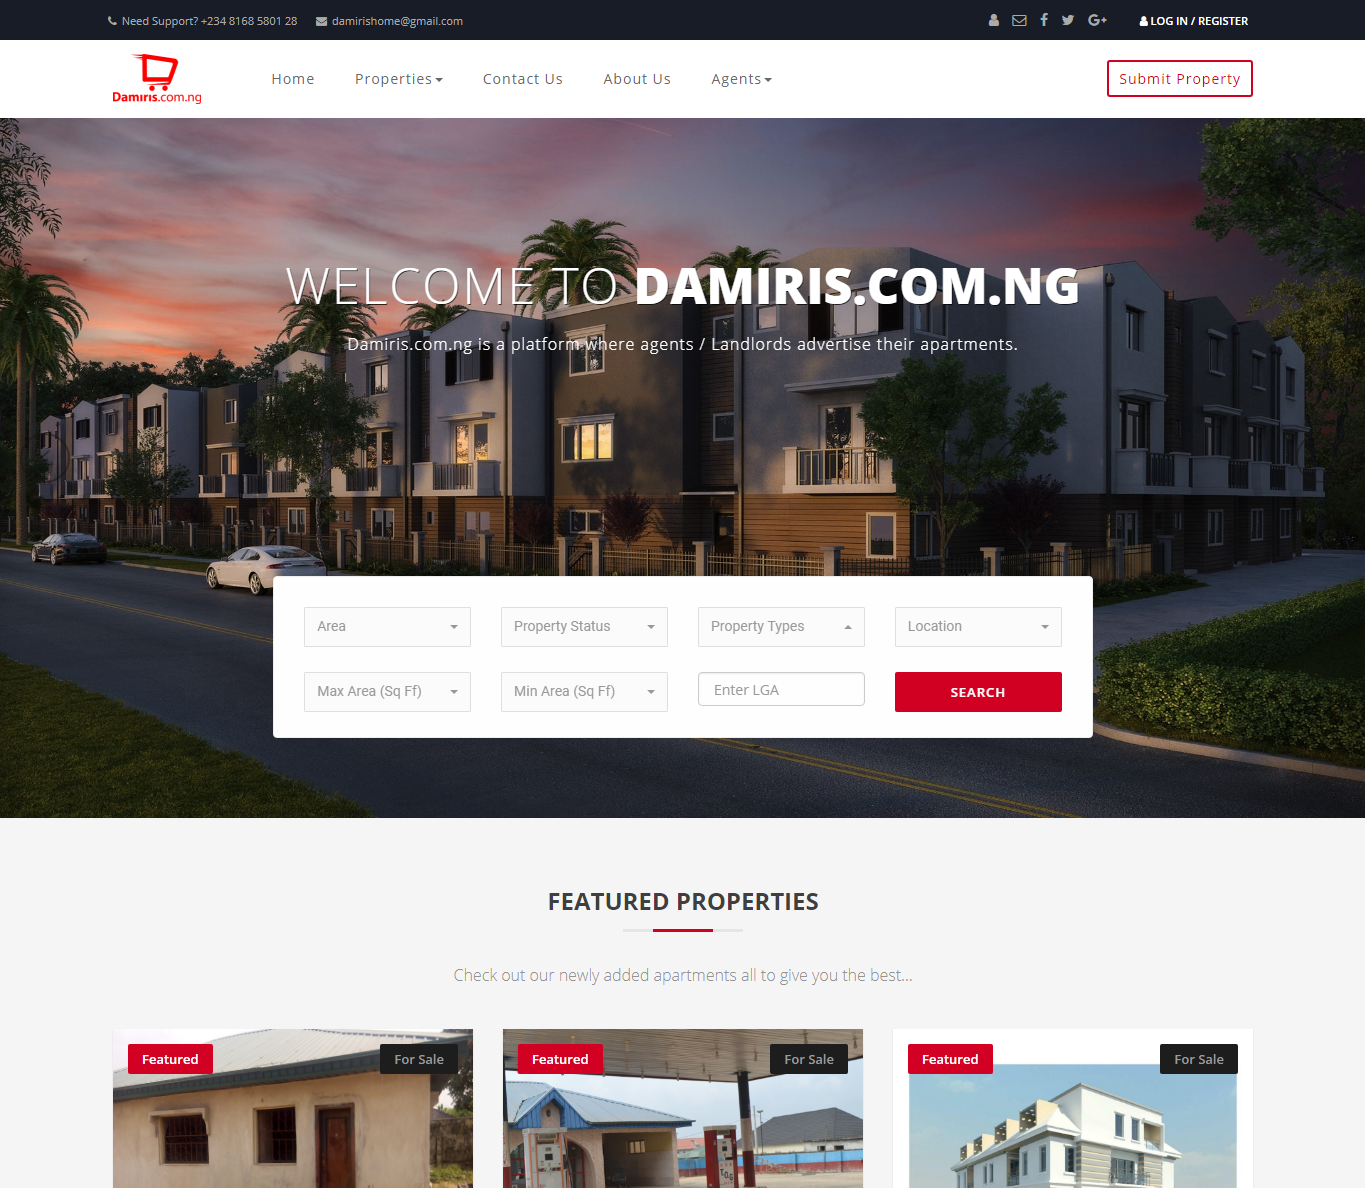 Need Support? +234 8168 5801 28
damirishome@gmail.com
LOG IN / REGISTER
Damiris.com.ng
Home
Properties
Contact Us
About Us
Agents
Submit Property
WELCOME TO DAMIRIS.COM.NG
Damiris.com.ng is a platform where agents / Landlords advertise their apartments.
Area
Property Status
Property Types
Location
Max Area (Sq Ff)
Min Area (Sq Ff)
Enter LGA
SEARCH
FEATURED PROPERTIES
Check out our newly added apartments all to give you the best...
Featured
For Sale
Featured
For Sale
Featured
For Sale